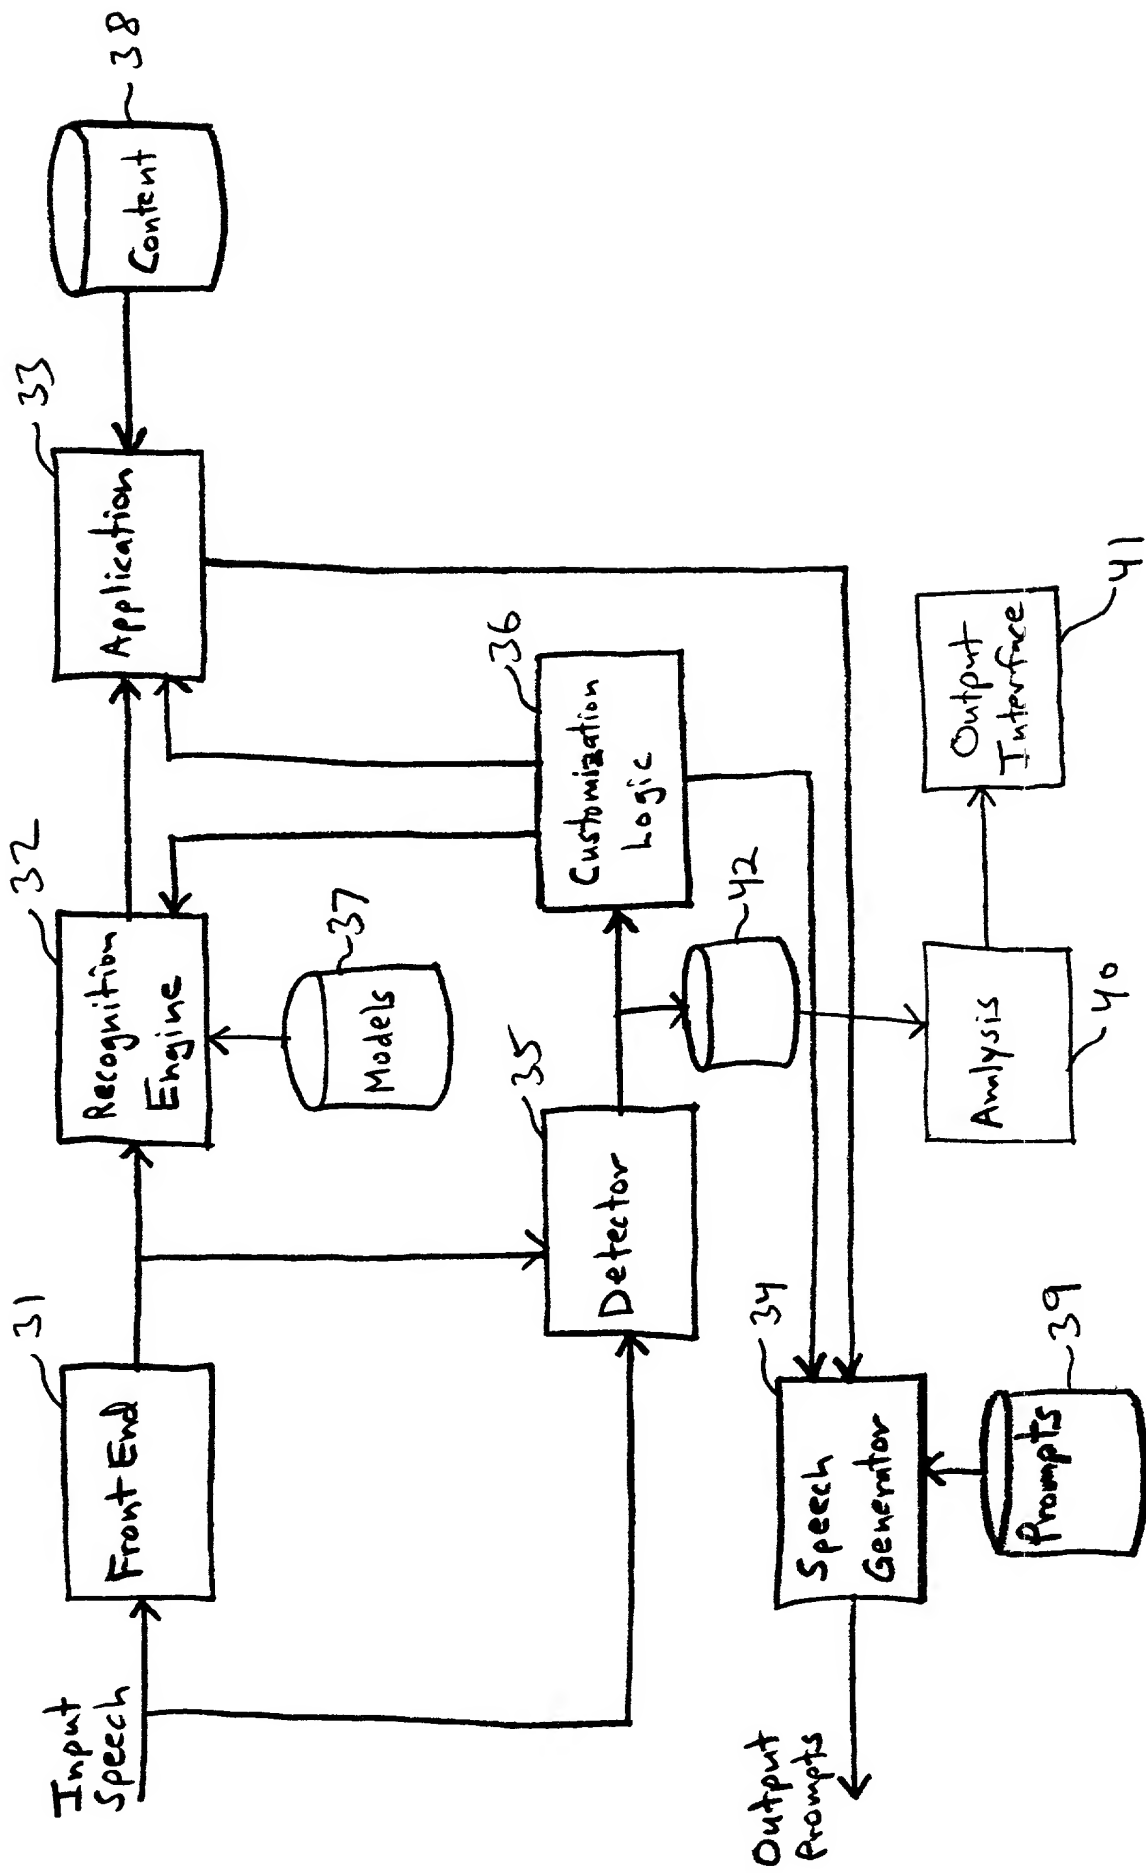 Input
Speech
31
Front End
32
Recognition
Engine
33
Application
38
Content
37
Models
35
Detector
36
Customization
Logic
42
34
Speech
Generator
Output
Prompts
39
Prompts
Analysis
40
Output
Interface
41